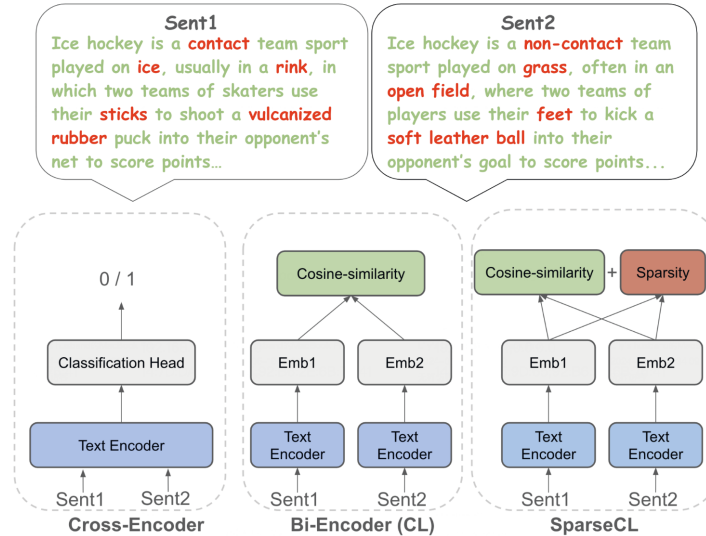 Sent1
Ice hockey is a contact team sport
played on ice, usually in a rink, in
which two teams of skaters use
their sticks to shoot a vulcanized
rubber puck into their opponent's
net to score points…
Sent2
Ice hockey is a non-contact team
sport played on grass, often in an
open field, where two teams of
players use their feet to kick a
soft leather ball into their
opponent's goal to score points...
0 / 1
Classification Head
Text Encoder
Sent1 Sent2
Cross-Encoder
Cosine-similarity
Emb1 Emb2
Text
Encoder
Text
Encoder
Sent1 Sent2
Bi-Encoder (CL)
Cosine-similarity + Sparsity
Emb1 Emb2
Text
Encoder
Text
Encoder
Sent1 Sent2
SparseCL